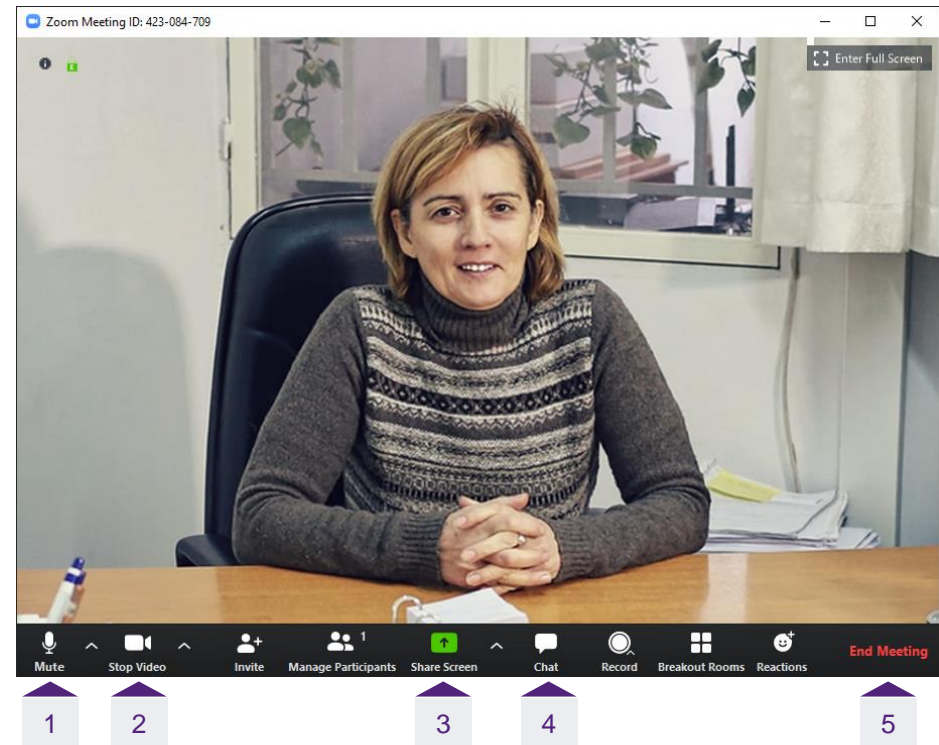 Zoom Meeting ID: 423-084-709
Enter Full Screen
1
Mute Stop Video Invite Manage Participants Share Screen Chat Record Breakout Rooms Reactions End Meeting
1 2 3 4 5